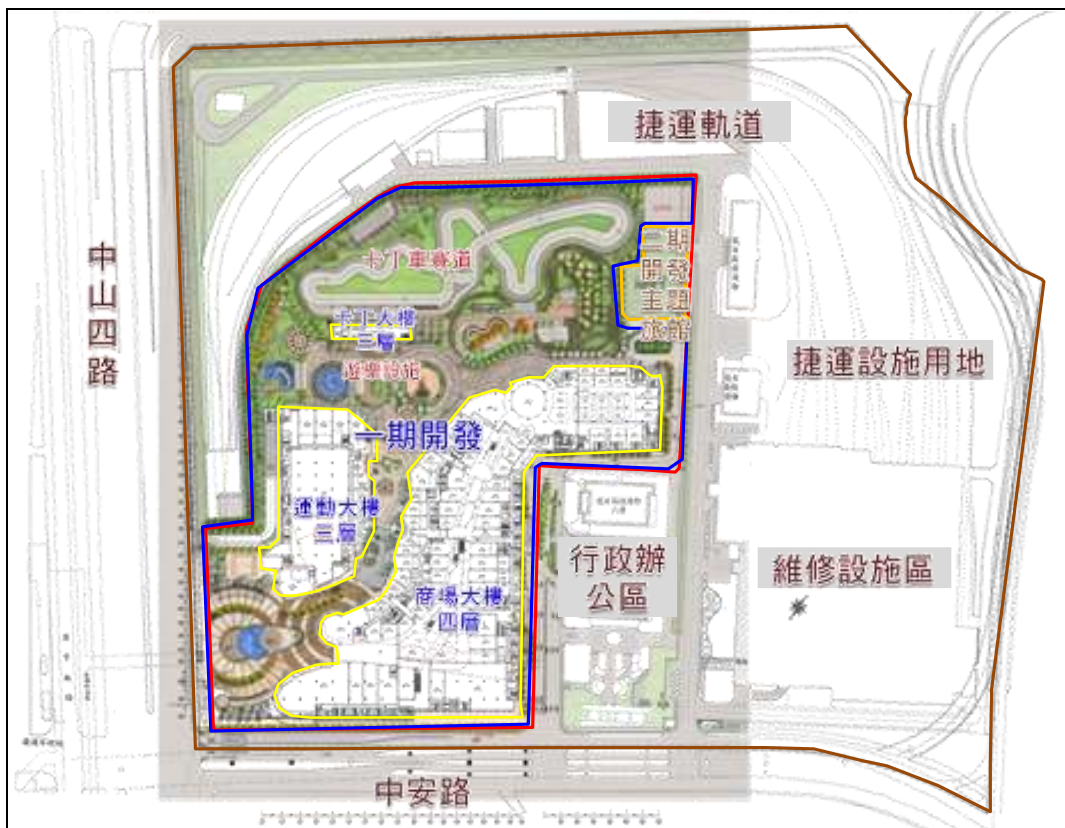 捷運軌道
中山四路
卡丁車賽道
二期
開發
主題
旅館
卡丁大樓
三層
遊樂設施
捷運設施用地
一期開發
運動大樓
三層
行政辦
公區
維修設施區
商場大樓
四層
中安路